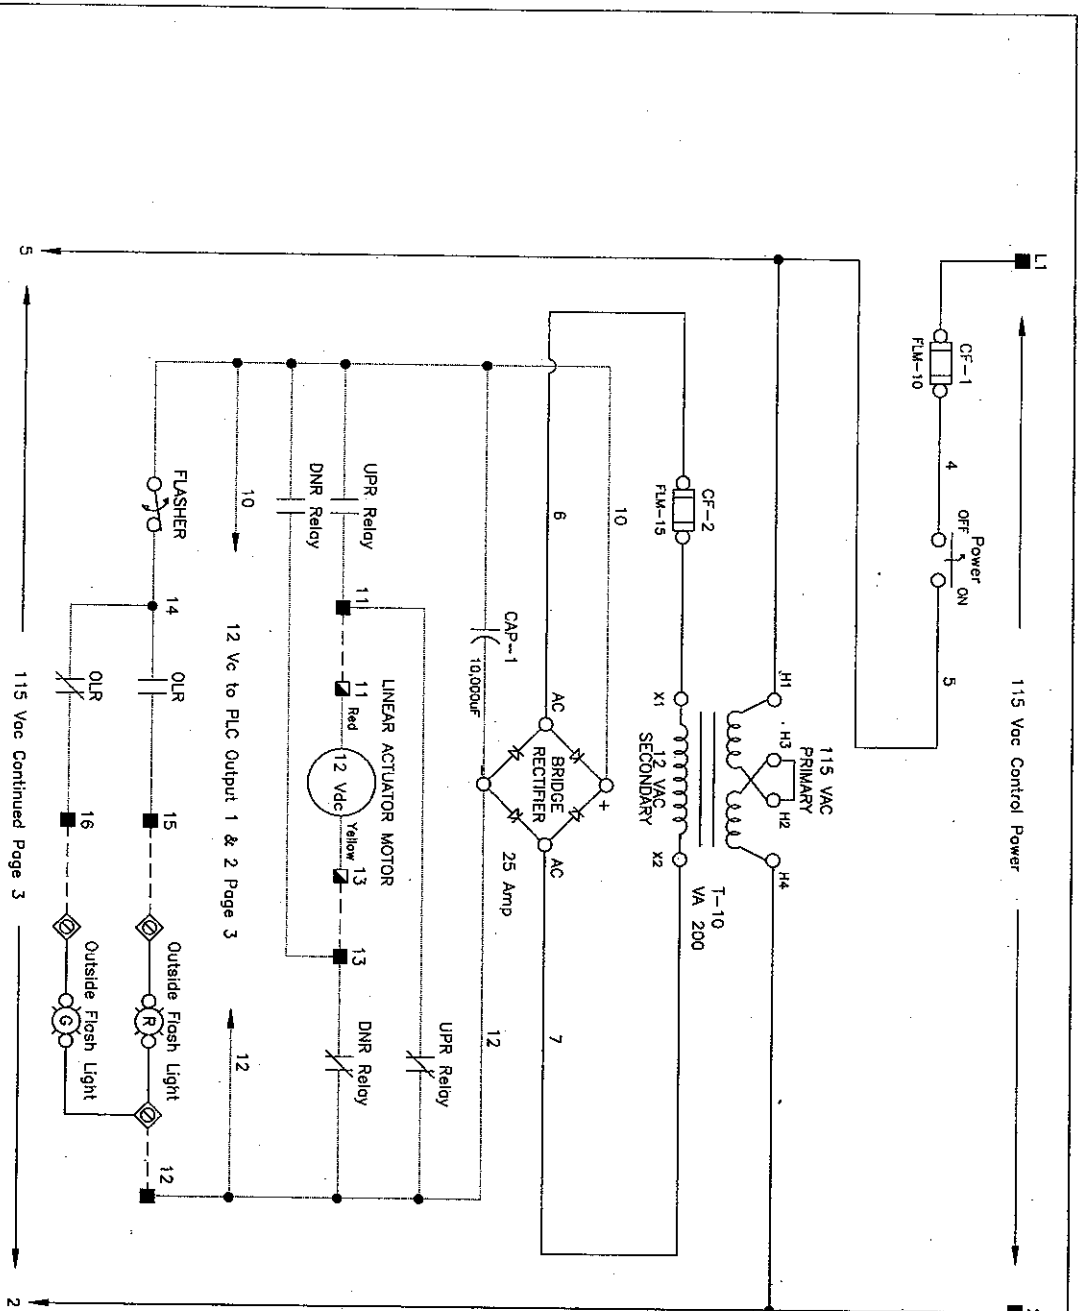 L1
115 Vac Control Power
CF-1
FLM-10
4
Power
OFF
ON
5
115 VAC
PRIMARY
H1
H3
H2
H4
CF-2
FLM-15
X1
12 VAC
SECONDARY
X2
T-10
VA 200
10
6
AC
BRIDGE
RECTIFIER
+
AC
25 Amp
7
CAP-1
10,000uF
12
UPR Relay
UPR Relay
11
LINEAR ACTUATOR MOTOR
11
Red
12 Vdc
Yellow
13
13
DNR Relay
DNR Relay
10
12 Vc to PLC Output 1 & 2 Page 3
12
FLASHER
14
OLR
15
Outside Flash Light
R
12
OLR
16
Outside Flash Light
G
5
115 Vac Continued Page 3
2